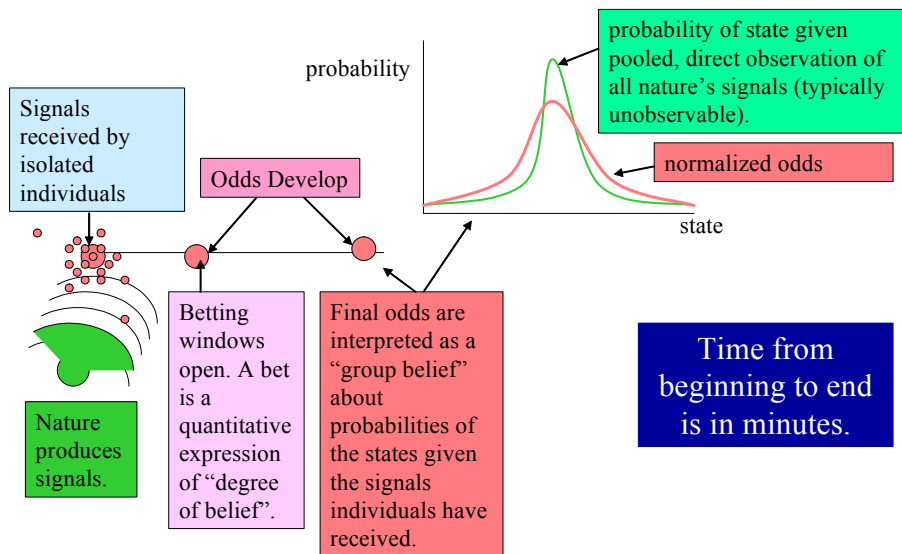 probability of state given
pooled, direct observation of
all nature's signals (typically
unobservable).
probability
Signals
received by
isolated
individuals
Odds Develop
normalized odds
state
Betting
windows
open. A bet
is a
quantitative
expression
of “degree
of belief”.
Final odds are
interpreted as a
“group belief”
about
probabilities of
the states given
the signals
individuals have
received.
Time from
beginning to end
is in minutes.
Nature
produces
signals.